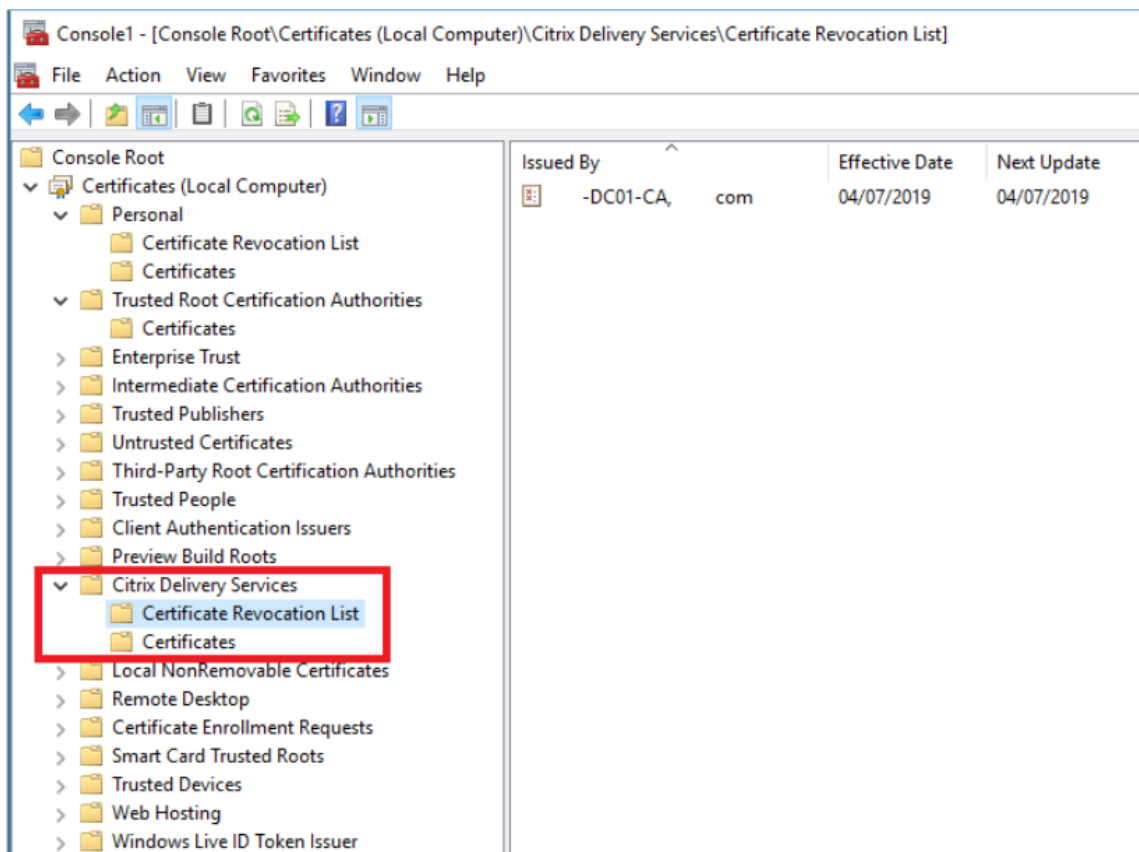 Console1 - [Console Root\Certificates (Local Computer)\Citrix Delivery Services\Certificate Revocation List]
File Action View Favorites Window Help
Console Root
Certificates (Local Computer)
Personal
Certificate Revocation List
Certificates
Trusted Root Certification Authorities
Certificates
Enterprise Trust
Intermediate Certification Authorities
Trusted Publishers
Untrusted Certificates
Third-Party Root Certification Authorities
Trusted People
Client Authentication Issuers
Preview Build Roots
Citrix Delivery Services
Certificate Revocation List
Certificates
Local NonRemovable Certificates
Remote Desktop
Certificate Enrollment Requests
Smart Card Trusted Roots
Trusted Devices
Web Hosting
Windows Live ID Token Issuer
Issued By Effective Date Next Update
-DC01-CA, com 04/07/2019 04/07/2019